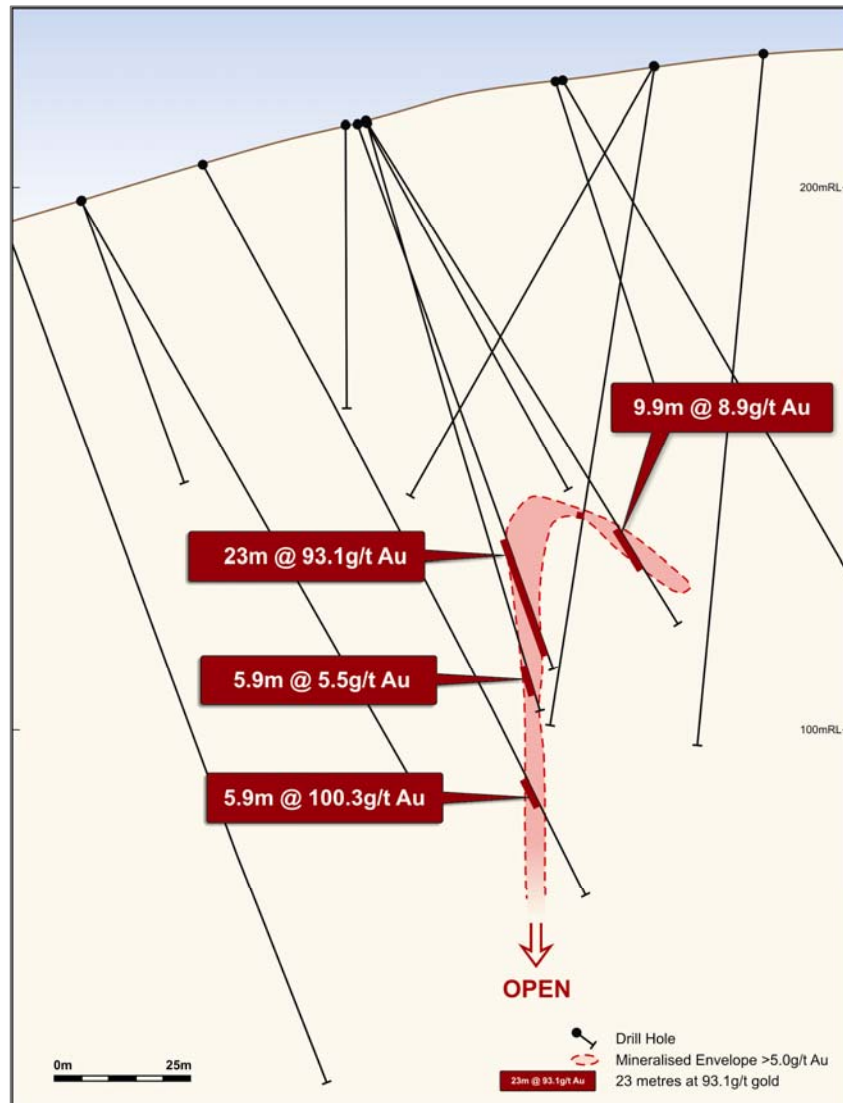 200mRL
9.9m @ 8.9g/t Au
23m @ 93.1g/t Au
5.9m @ 5.5g/t Au
100mRL
5.9m @ 100.3g/t Au
OPEN
Drill Hole
Mineralised Envelope >5.0g/t Au
0m 25m
23m @ 93.1g/t Au 23 metres at 93.1g/t gold